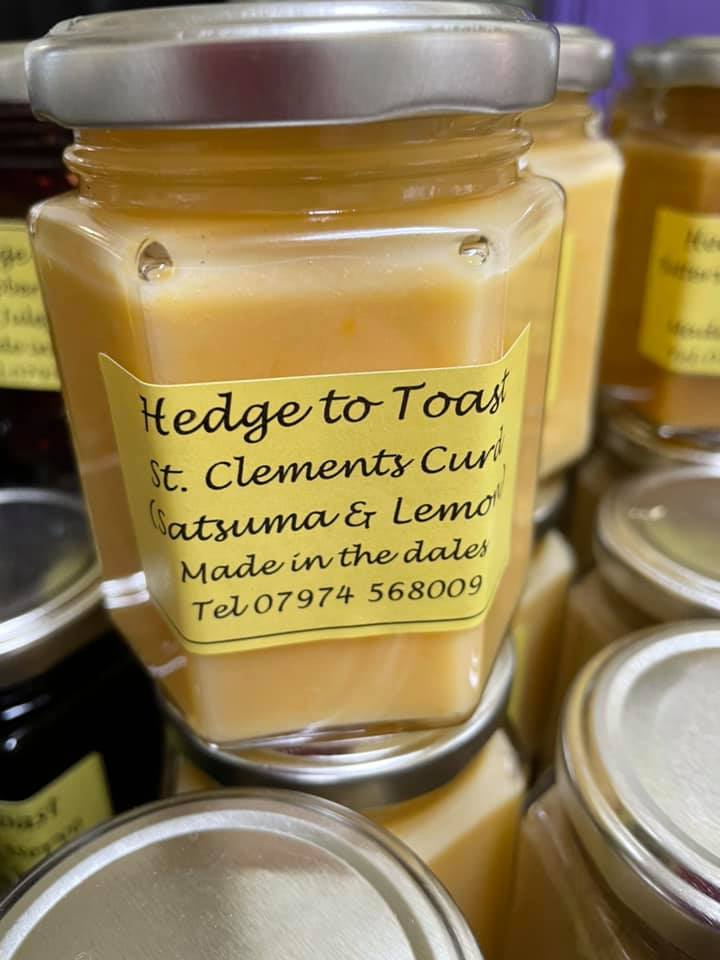 Hedge to Toast
St. Clements Curd
(Satsuma & Lemon)
Made in the dales
Tel 07974 568009